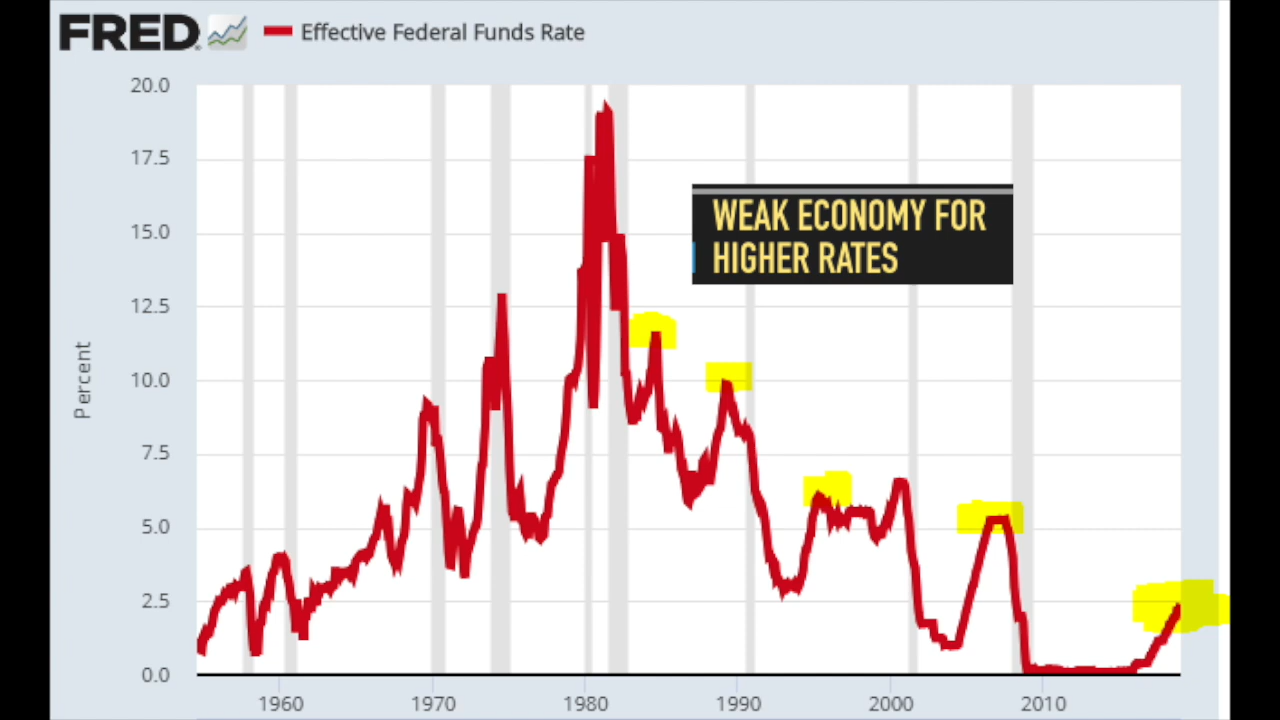 FRED
Effective Federal Funds Rate
20.0
17.5
15.0
12.5
10.0
7.5
5.0
2.5
0.0
Percent
WEAK ECONOMY FOR
HIGHER RATES
1960 1970 1980 1990 2000 2010